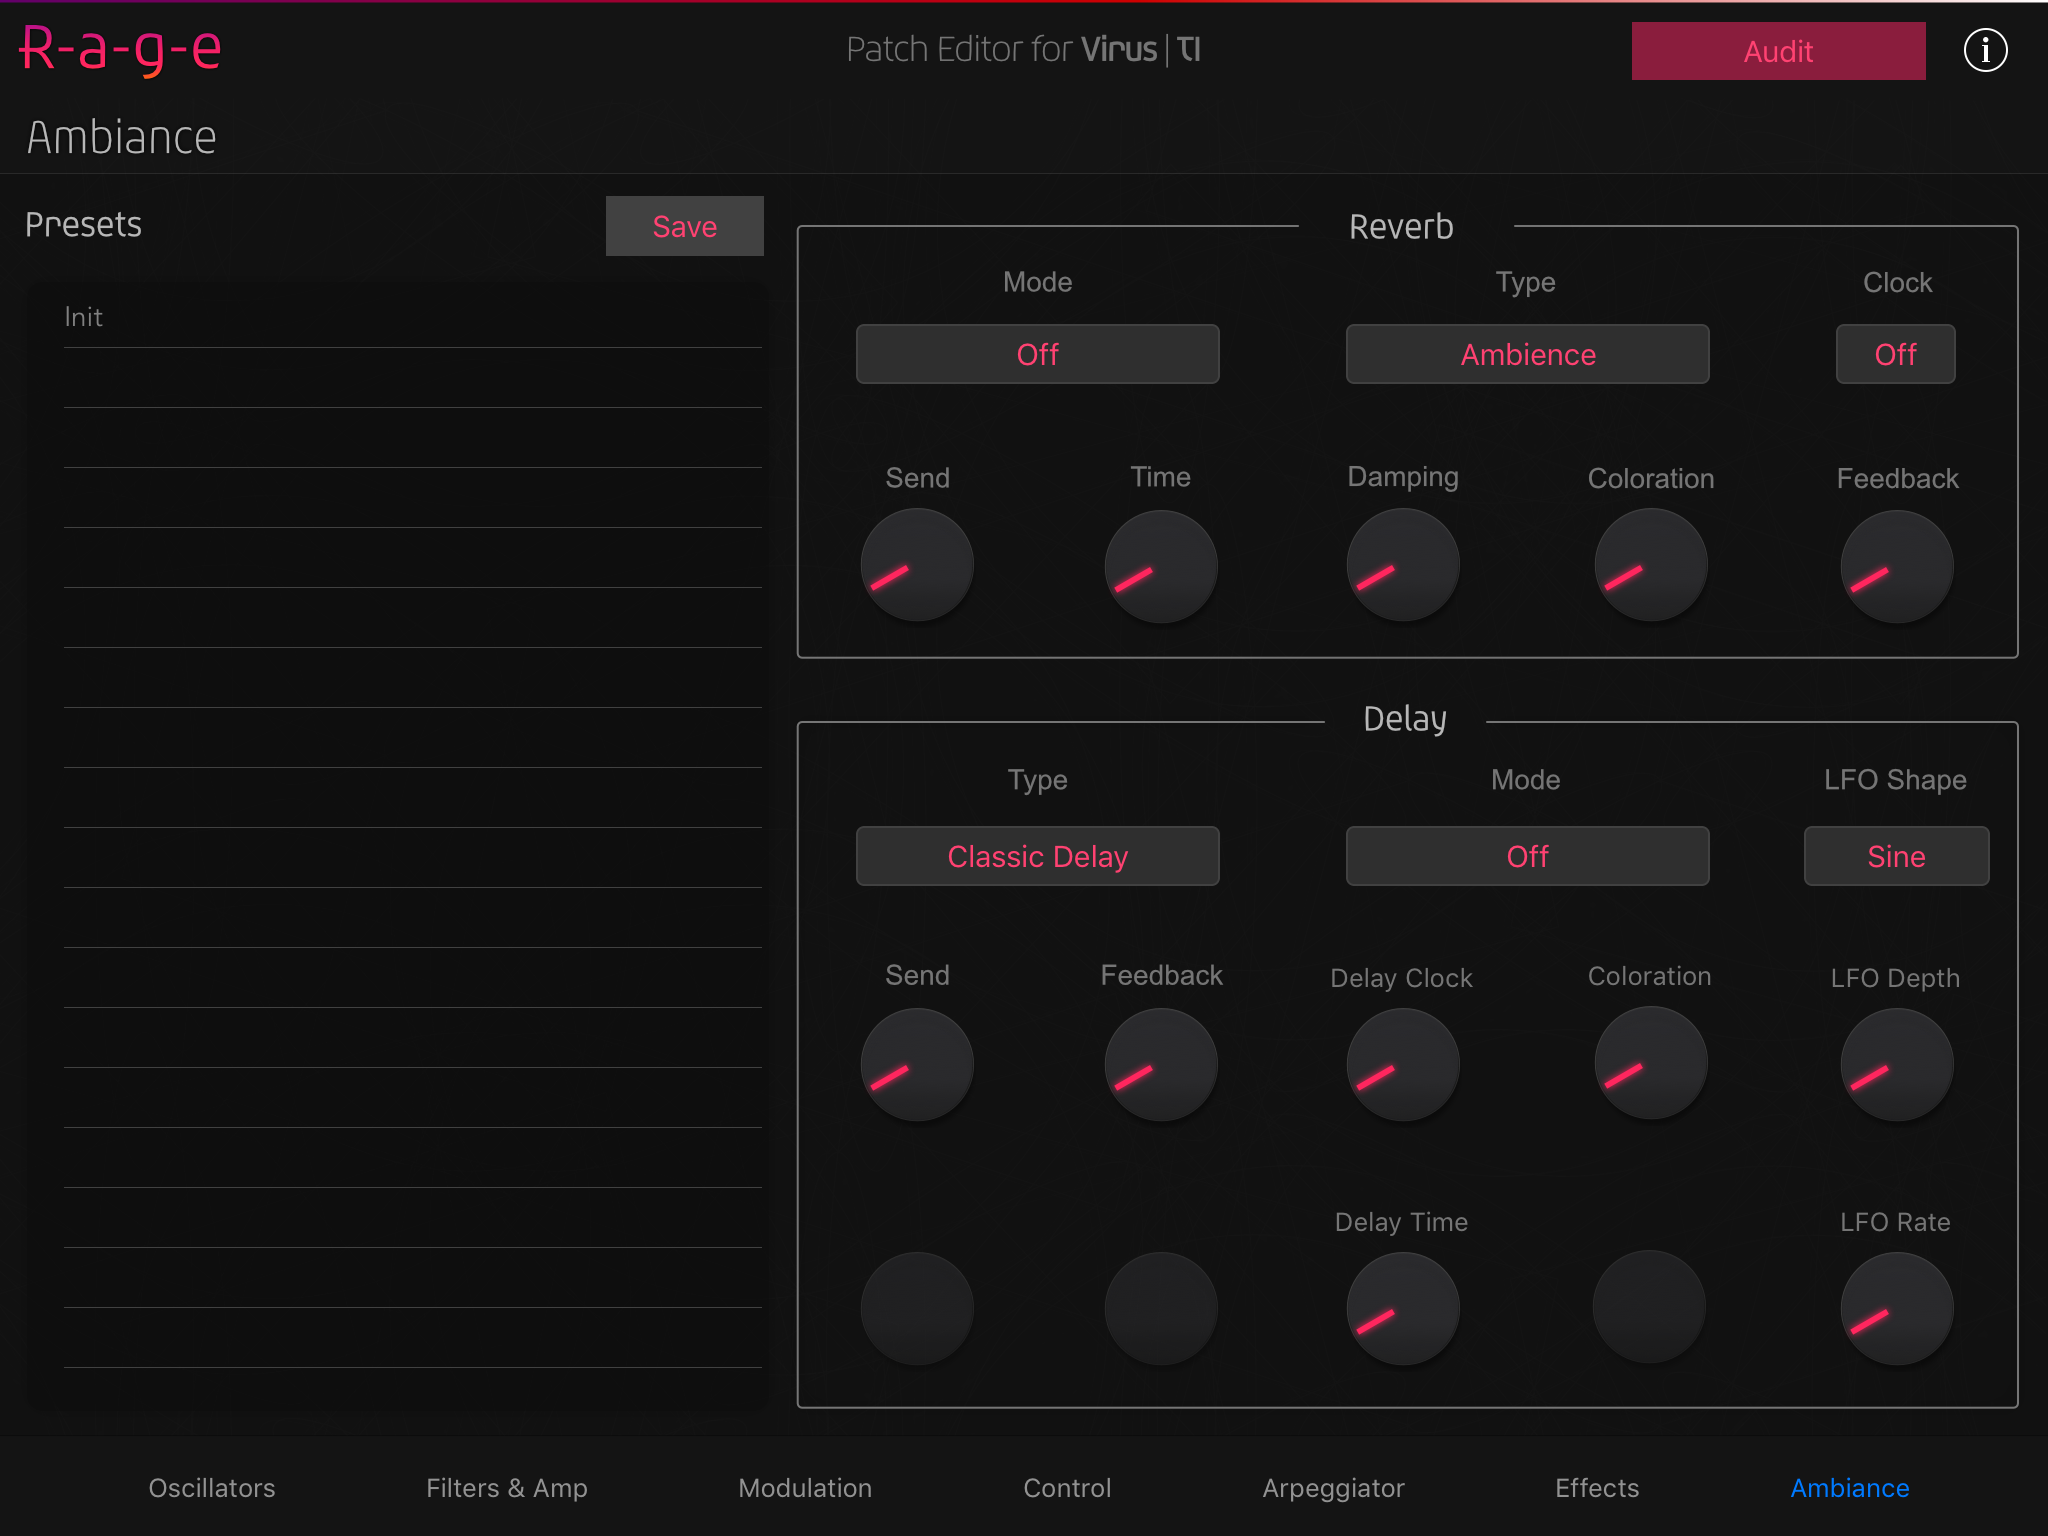 R-a-g-e
Patch Editor for Virus|TI
Audit
i
Ambiance
Presets
Save
Init
Reverb
Mode Type Clock
Off Ambience Off
Send Time Damping Coloration Feedback
Delay
Type Mode LFO Shape
Classic Delay Off Sine
Send Feedback Delay Clock Coloration LFO Depth
Delay Time LFO Rate
Oscillators Filters & Amp Modulation Control Arpeggiator Effects Ambiance